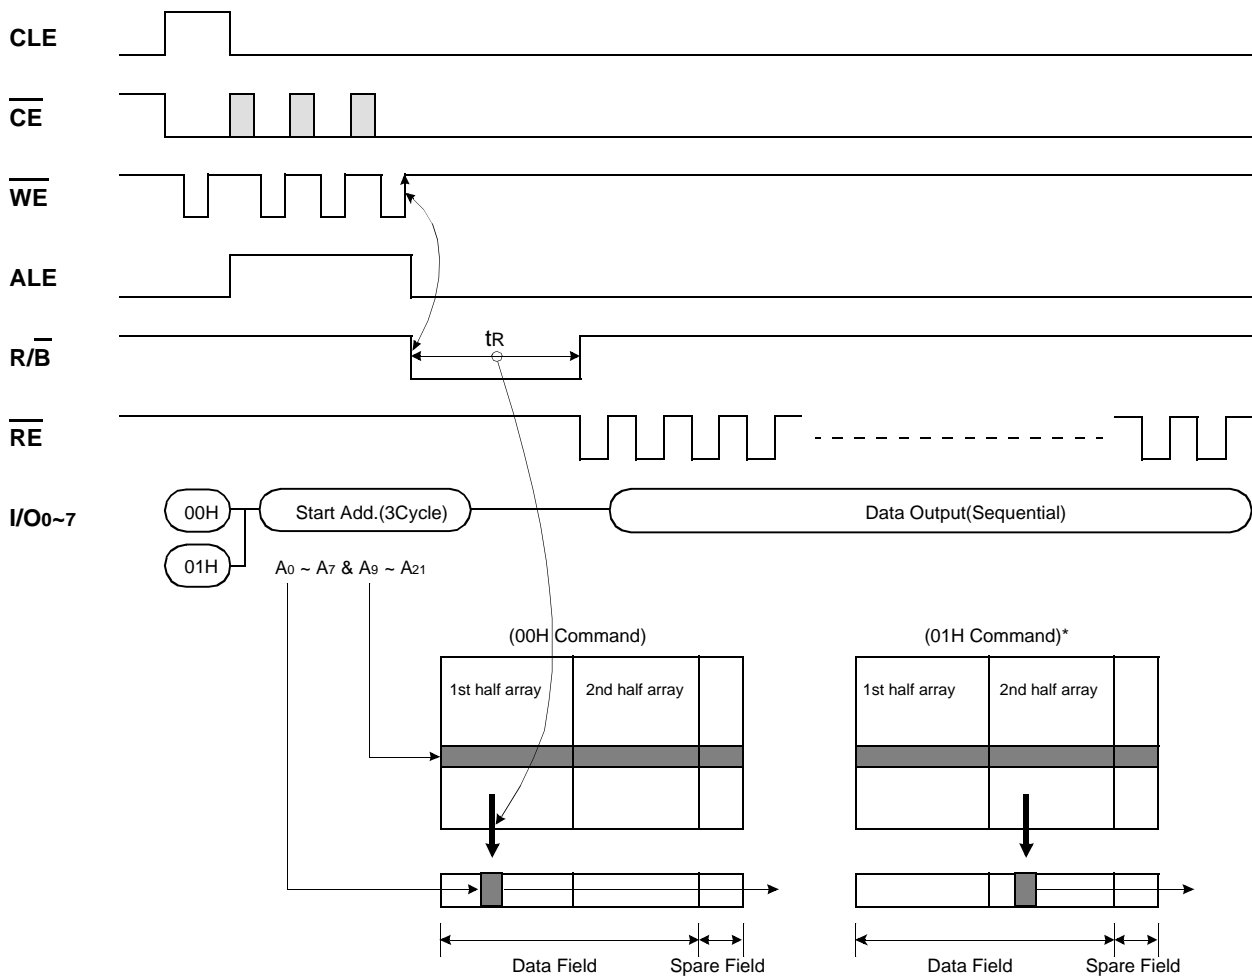 CLE
CE
WE
ALE
R/B
tR
RE
I/O0~7
00H
Start Add.(3Cycle)
Data Output(Sequential)
01H
A0 ~ A7 & A9 ~ A21
(00H Command)
(01H Command)*
1st half array
2nd half array
1st half array
2nd half array
Data Field
Spare Field
Data Field
Spare Field